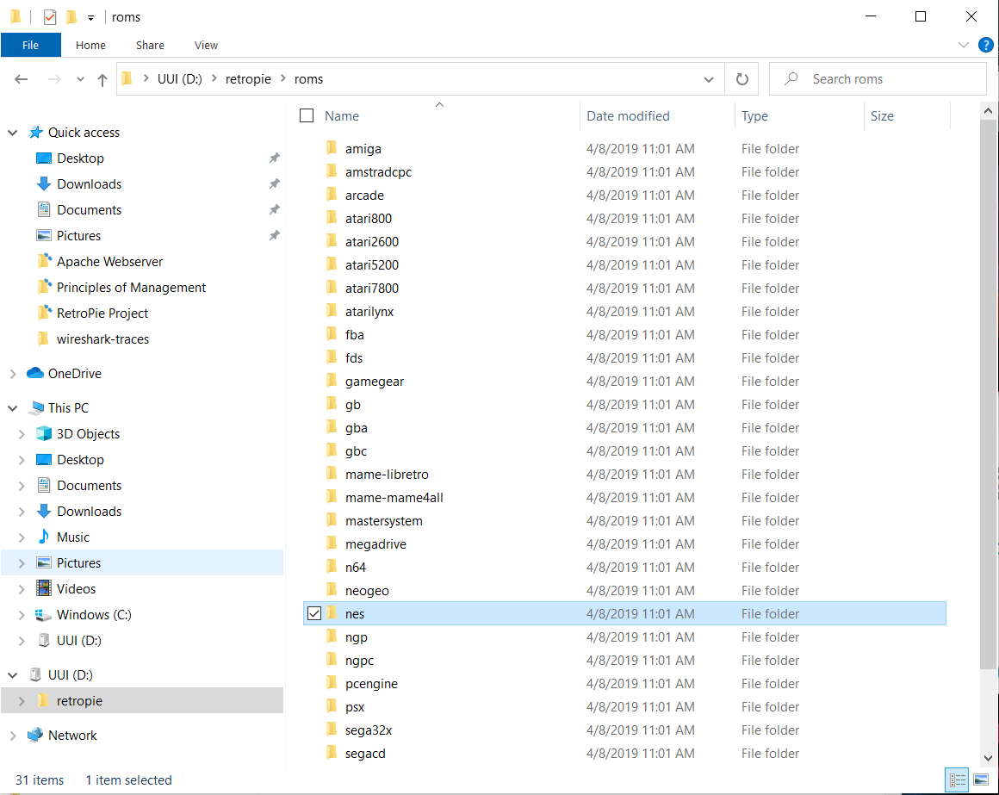 roms
File Home Share View
UUI (D:) retropie roms Search roms
Name Date modified Type Size
Quick access
Desktop
Downloads
Documents
Pictures
Apache Webserver
Principles of Management
RetroPie Project
wireshark-traces
OneDrive
This PC
3D Objects
Desktop
Documents
Downloads
Music
Pictures
Videos
Windows (C:)
UUI (D:)
UUI (D:)
retropie
Network
amiga 4/8/2019 11:01 AM File folder
amstradcpc 4/8/2019 11:01 AM File folder
arcade 4/8/2019 11:01 AM File folder
atari800 4/8/2019 11:01 AM File folder
atari2600 4/8/2019 11:01 AM File folder
atari5200 4/8/2019 11:01 AM File folder
atari7800 4/8/2019 11:01 AM File folder
atarilynx 4/8/2019 11:01 AM File folder
fba 4/8/2019 11:01 AM File folder
fds 4/8/2019 11:01 AM File folder
gamegear 4/8/2019 11:01 AM File folder
gb 4/8/2019 11:01 AM File folder
gba 4/8/2019 11:01 AM File folder
gbc 4/8/2019 11:01 AM File folder
mame-libretro 4/8/2019 11:01 AM File folder
mame-mame4all 4/8/2019 11:01 AM File folder
mastersystem 4/8/2019 11:01 AM File folder
megadrive 4/8/2019 11:01 AM File folder
n64 4/8/2019 11:01 AM File folder
neogeo 4/8/2019 11:01 AM File folder
nes 4/8/2019 11:01 AM File folder
ngp 4/8/2019 11:01 AM File folder
ngpc 4/8/2019 11:01 AM File folder
pcengine 4/8/2019 11:01 AM File folder
psx 4/8/2019 11:01 AM File folder
sega32x 4/8/2019 11:01 AM File folder
segacd 4/8/2019 11:01 AM File folder
31 items 1 item selected